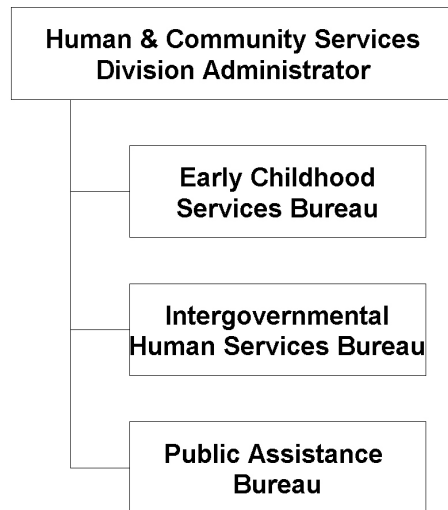 Human & Community Services
Division Administrator
Early Childhood
Services Bureau
Intergovernmental
Human Services Bureau
Public Assistance
Bureau